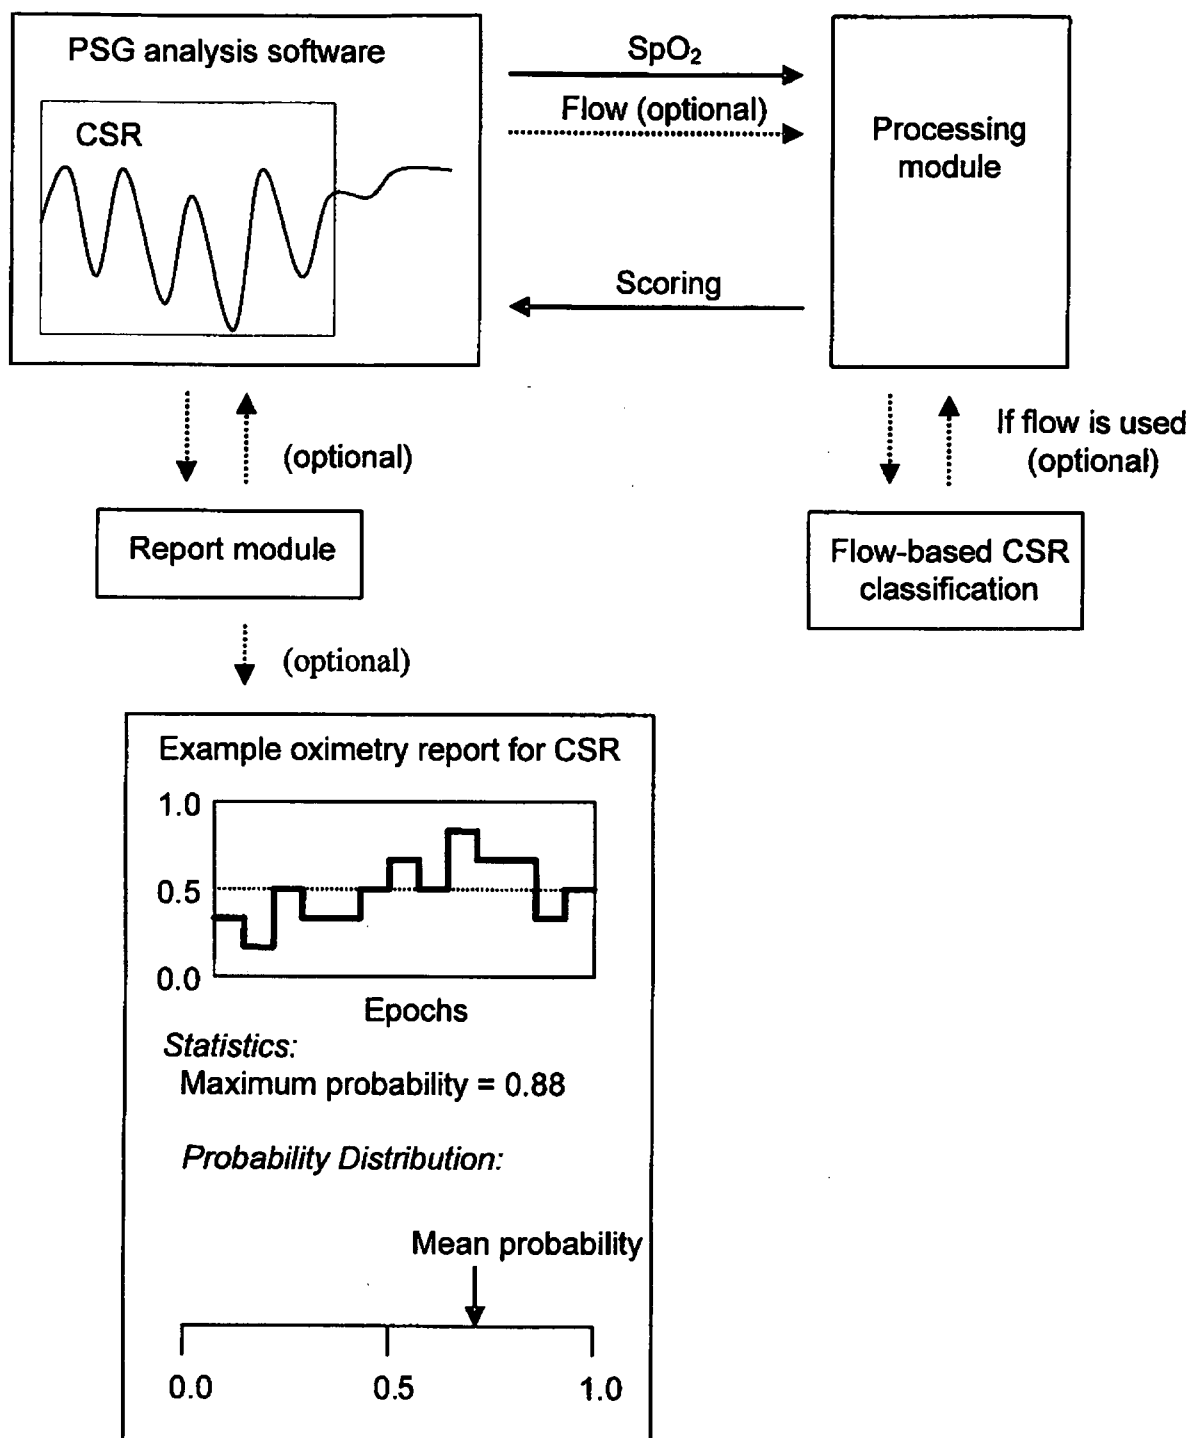 PSG analysis software
CSR
SpO₂
Flow (optional)
Scoring
Processing
module
(optional)
If flow is used
(optional)
Report module
Flow-based CSR
classification
(optional)
Example oximetry report for CSR
1.0
0.5
0.0
Epochs
Statistics:
Maximum probability = 0.88
Probability Distribution:
Mean probability
0.0
0.5
1.0